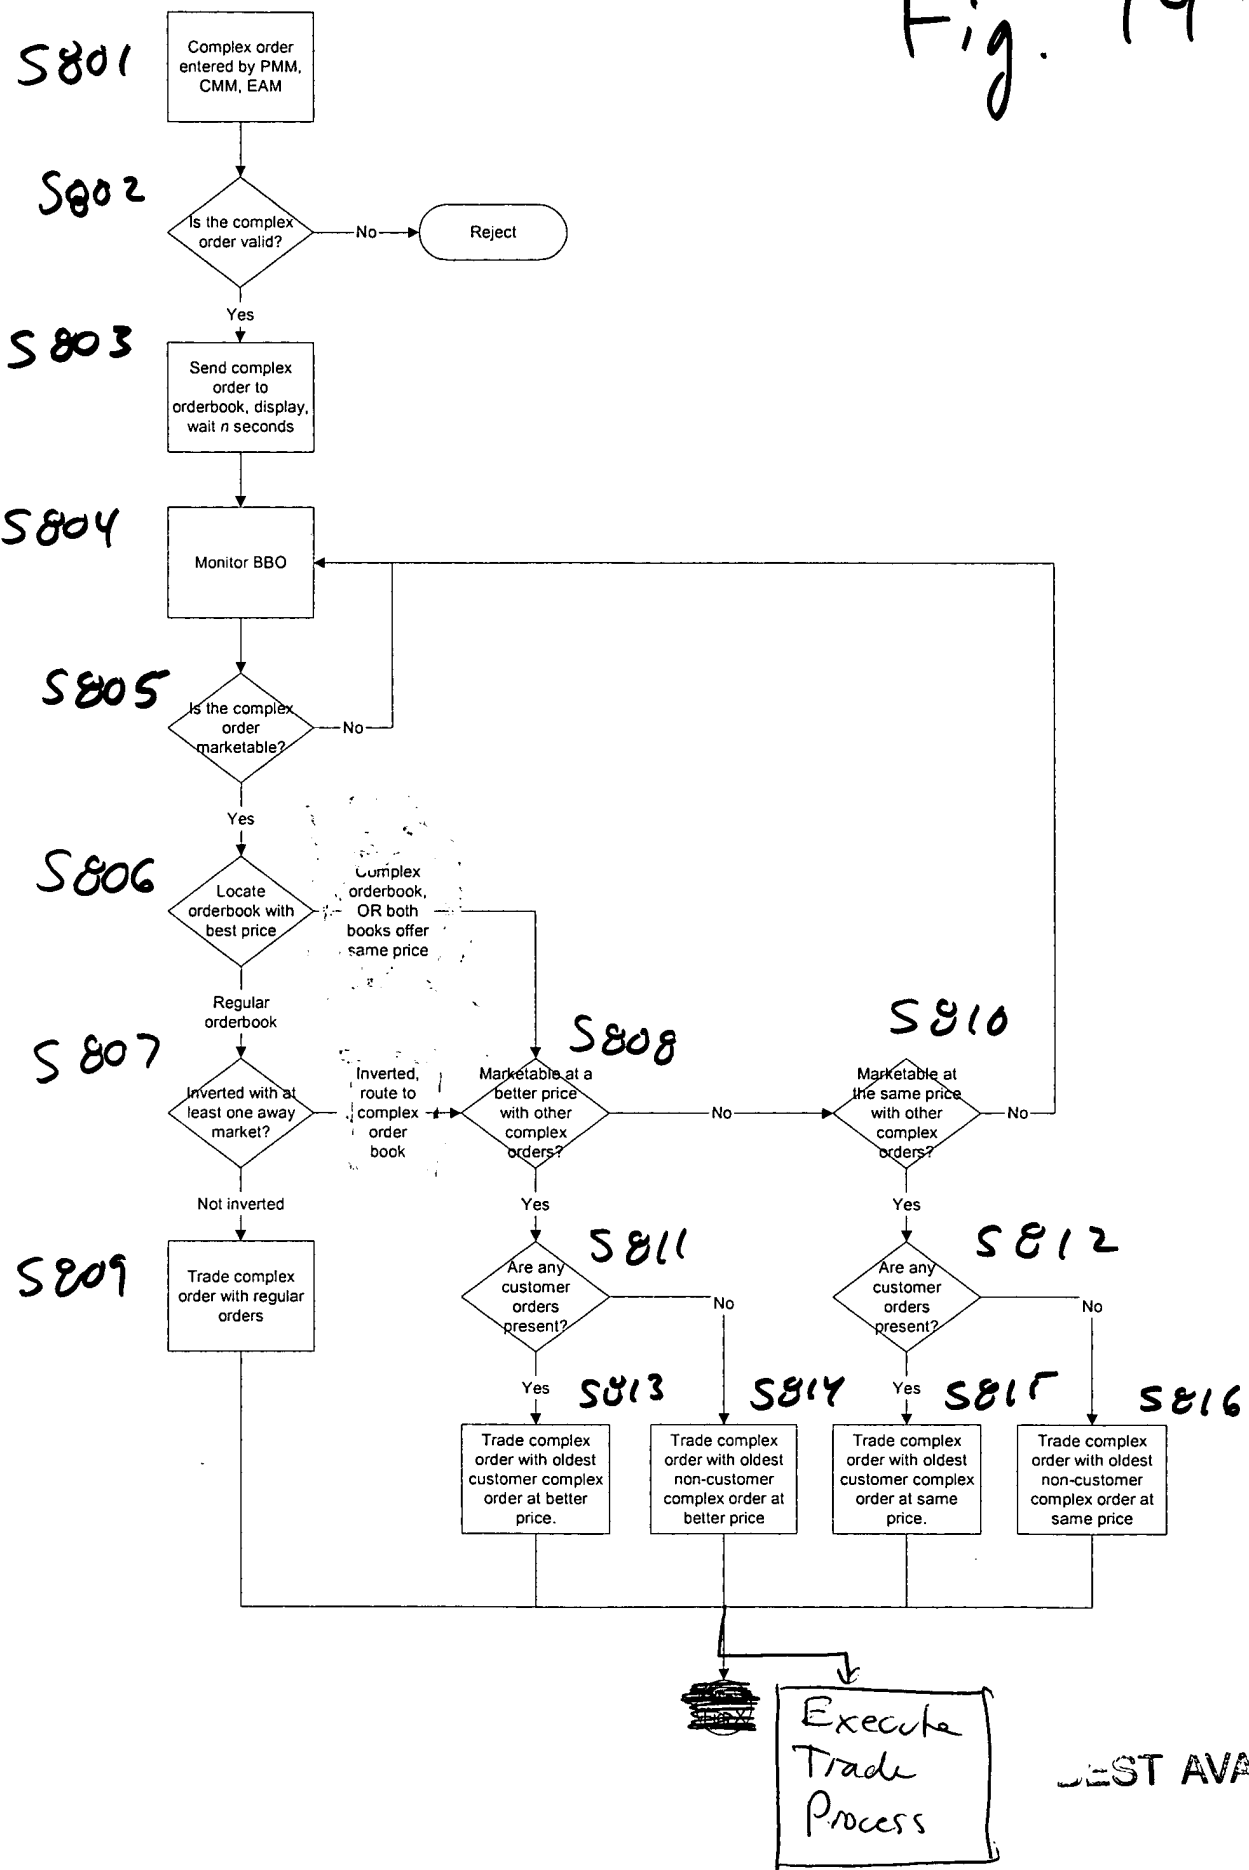 Fig. 19
S801
Complex order
entered by PMM,
CMM, EAM
S802
Is the complex
order valid?
No
Reject
Yes
S803
Send complex
order to
orderbook, display,
wait n seconds
S804
Monitor BBO
S805
Is the complex
order
marketable?
No
Yes
S806
Locate
orderbook with
best price
Complex
orderbook,
OR both
books offer
same price
Regular
orderbook
S807
Inverted with at
least one away
market?
Inverted,
route to
complex
order
book
S808
Marketable at a
better price
with other
complex
orders?
No
S810
Marketable at
the same price
with other
complex
orders?
No
Not inverted
Yes
Yes
S809
Trade complex
order with regular
orders
S811
Are any
customer
orders
present?
No
S812
Are any
customer
orders
present?
No
Yes
S813
S814
Yes
S815
S816
Trade complex
order with oldest
customer complex
order at better
price.
Trade complex
order with oldest
non-customer
complex order at
better price
Trade complex
order with oldest
customer complex
order at same
price.
Trade complex
order with oldest
non-customer
complex order at
same price
Execute
Trade
Process
BEST AVA